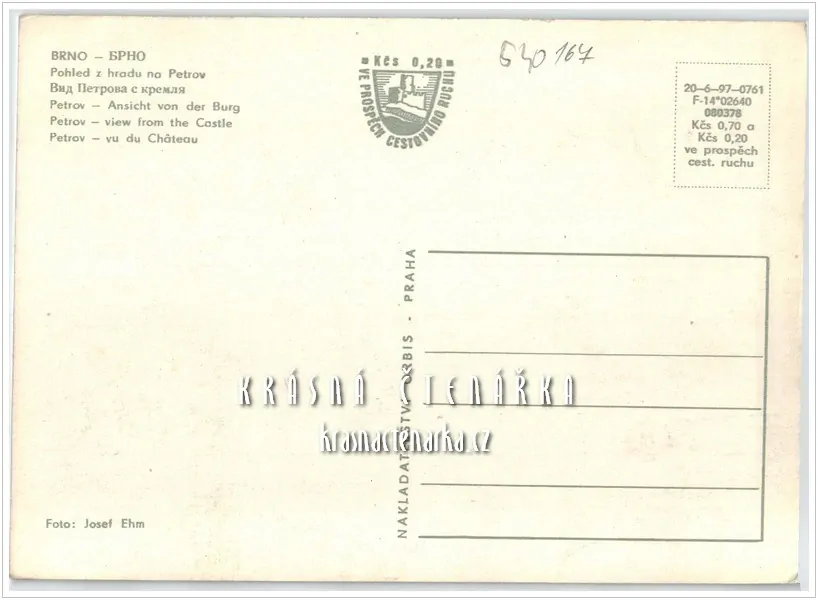 BRNO – БРНО
Pohled z hradu na Petrov
Вид Петрова с кремля
Petrov – Ansicht von der Burg
Petrov – view from the Castle
Petrov – vu du Château
Kčs 0,20
VE PROSPĚCH CESTOVNÍHO RUCHU
540 167
20–6–97–0761
F-14*02640
080378
Kčs 0,70 a
Kčs 0,20
ve prospěch
cest. ruchu
NAKLADATELSTVÍ ORBIS - PRAHA
KRÁSNÁ ČTENÁŘKA
krasnactenarka.cz
Foto: Josef Ehm